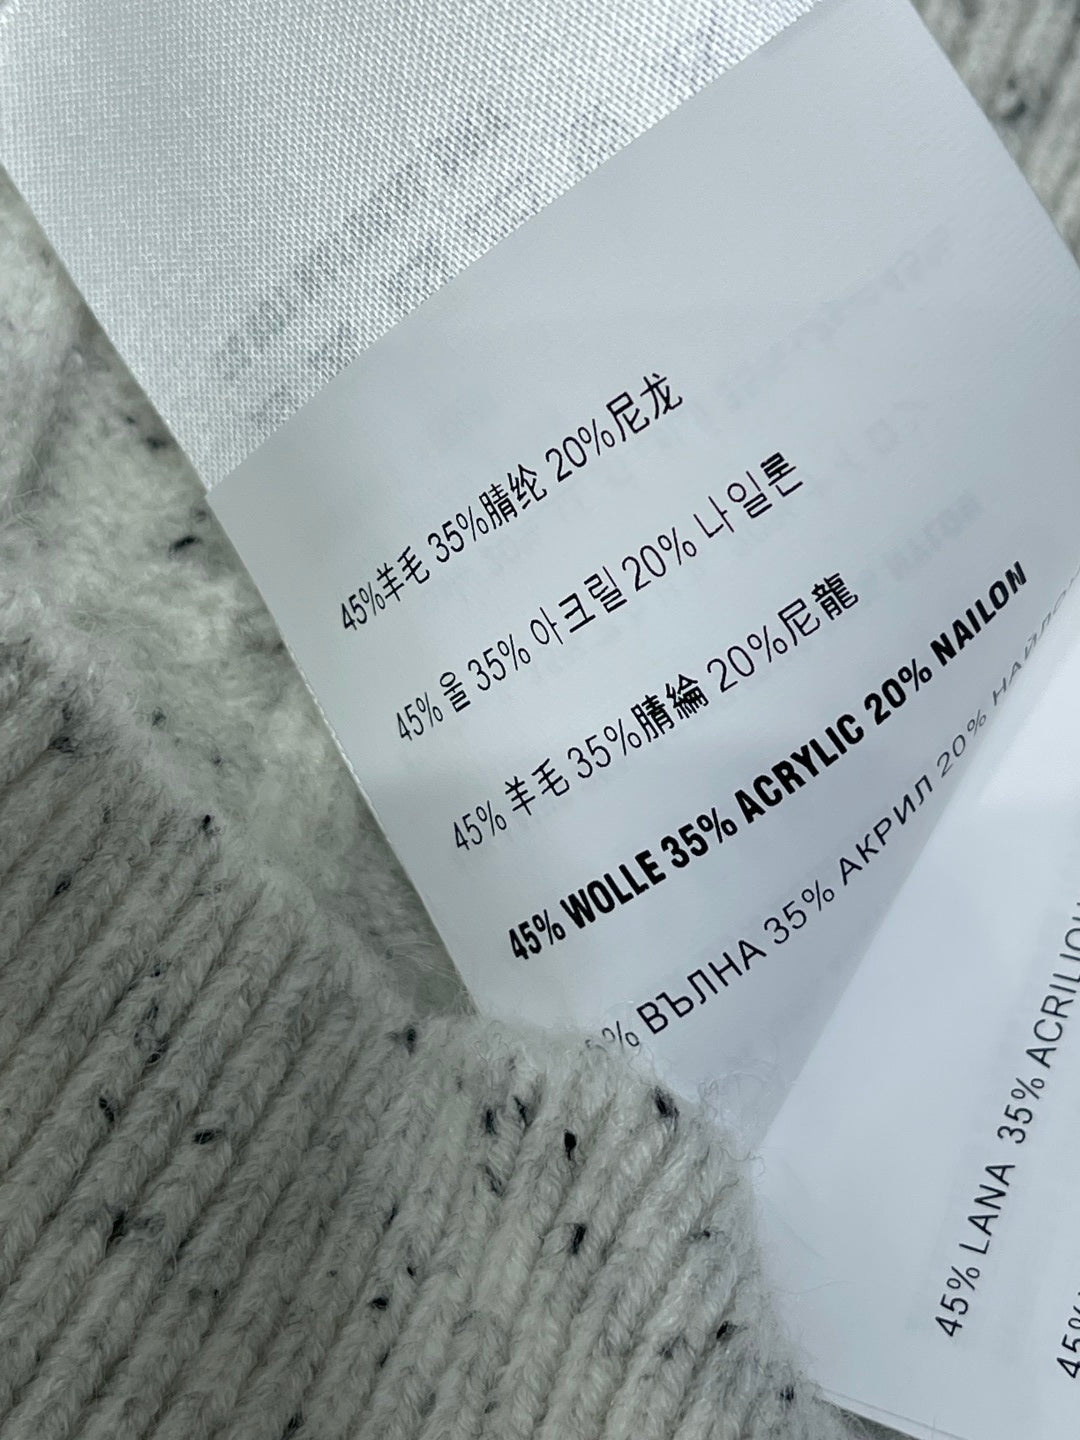 45%羊毛 35%腈纶 20%尼龙
45% 울 35% 아크릴 20% 나일론
45% 羊毛 35%腈綸 20%尼龍
45% WOLLE 35% ACRYLIC 20% NAILON
% ВЪЛНА 35% АКРИЛ 20%
45% LANA 35%
45%